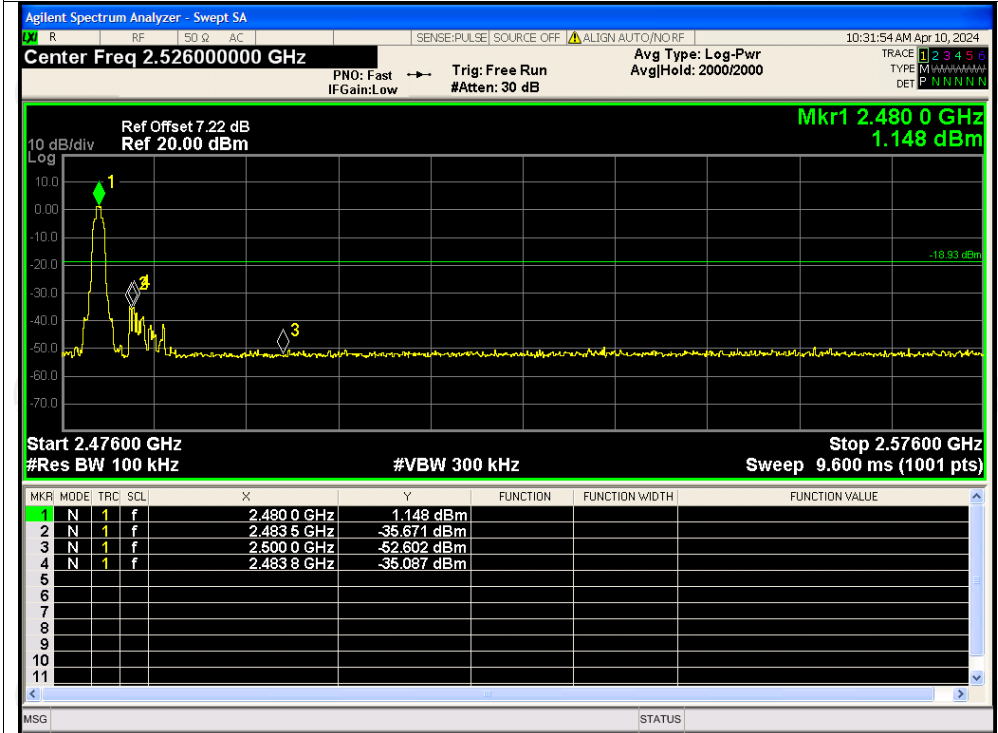 Agilent Spectrum Analyzer - Swept SA
LXI R RF 50 Ω AC SENSE:PULSE SOURCE OFF ALIGN AUTO/NO RF 10:31:54 AM Apr 10, 2024
Center Freq 2.526000000 GHz Avg Type: Log-Pwr TRACE 1 2 3 4 5 6
PNO: Fast Trig: Free Run Avg|Hold: 2000/2000 TYPE M
IFGain:Low #Atten: 30 dB DET P N N N N N
Mkr1 2.480 0 GHz
Ref Offset 7.22 dB
10 dB/div Ref 20.00 dBm 1.148 dBm
Log
10.0
1
0.00
-10.0
-18.93 dBm
-20.0
2 4
-30.0
-40.0
3
-50.0
-60.0
-70.0
Start 2.47600 GHz Stop 2.57600 GHz
#Res BW 100 kHz #VBW 300 kHz Sweep 9.600 ms (1001 pts)
MKR MODE TRC SCL X Y FUNCTION FUNCTION WIDTH FUNCTION VALUE
1 N 1 f 2.480 0 GHz 1.148 dBm
2 N 1 f 2.483 5 GHz -35.671 dBm
3 N 1 f 2.500 0 GHz -52.602 dBm
4 N 1 f 2.483 8 GHz -35.087 dBm
5
6
7
8
9
10
11
MSG STATUS